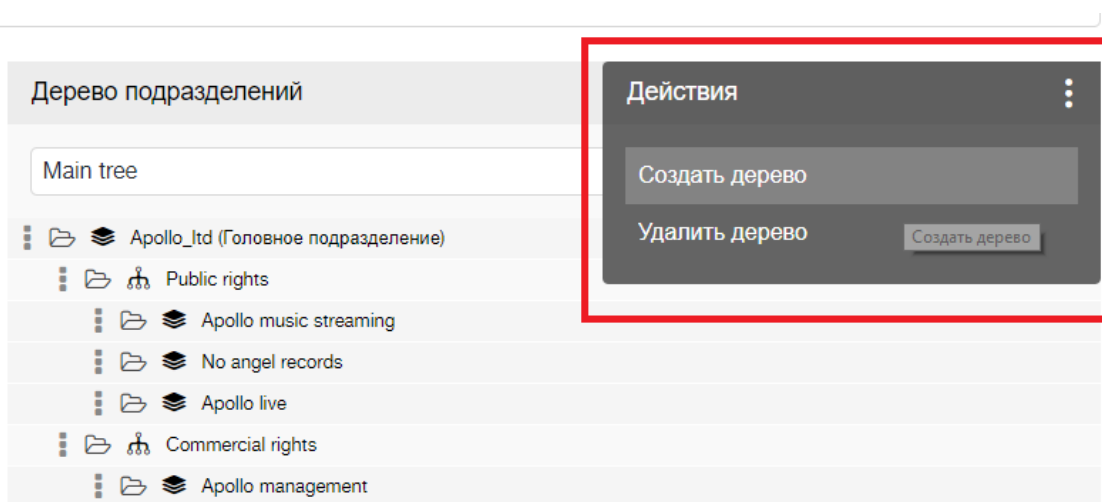 Дерево подразделений
Действия
Main tree
Создать дерево
Удалить дерево
Создать дерево
Apollo_ltd (Головное подразделение)
Public rights
Apollo music streaming
No angel records
Apollo live
Commercial rights
Apollo management